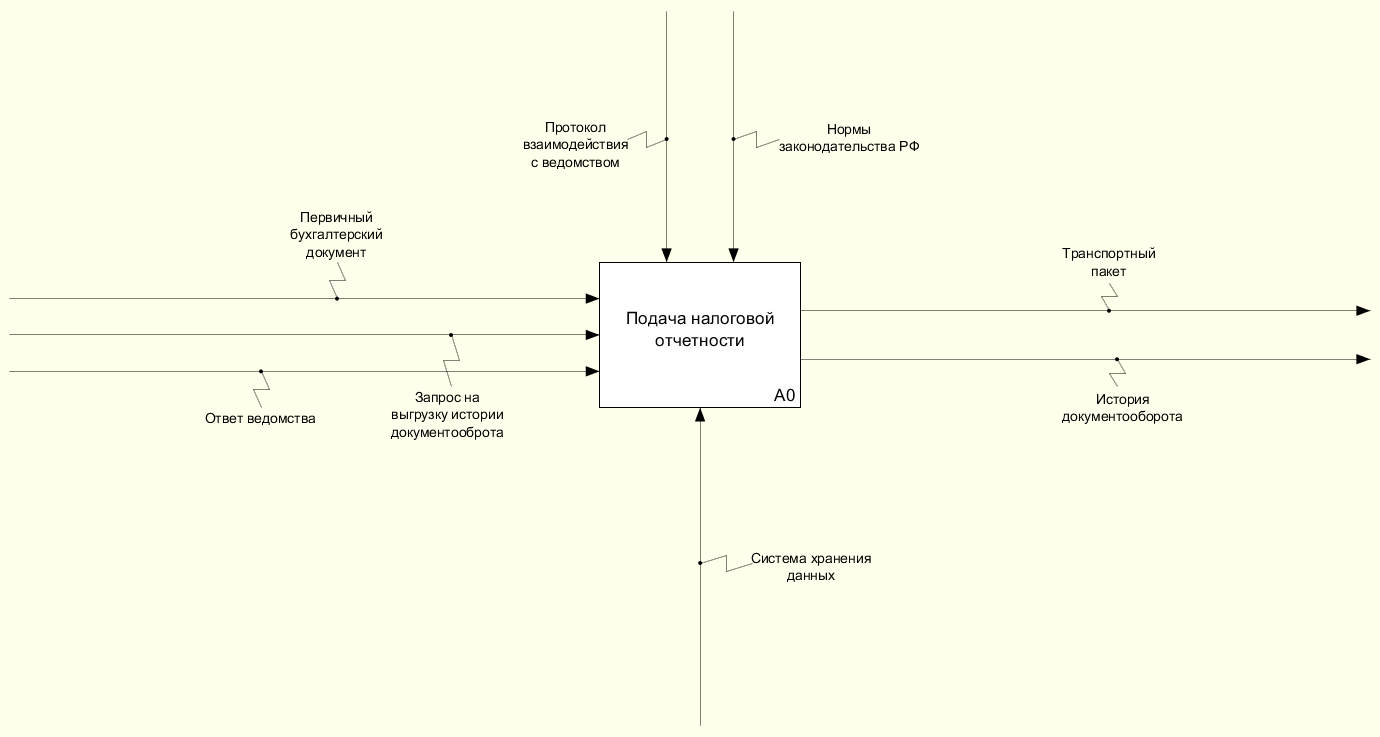 Протокол
взаимодействия
с ведомством
Нормы
законодательства РФ
Первичный
бухгалтерский
документ
Транспортный
пакет
Подача налоговой
отчетности
A0
Запрос на
выгрузку истории
документооброта
Ответ ведомства
История
документооборота
Система хранения
данных